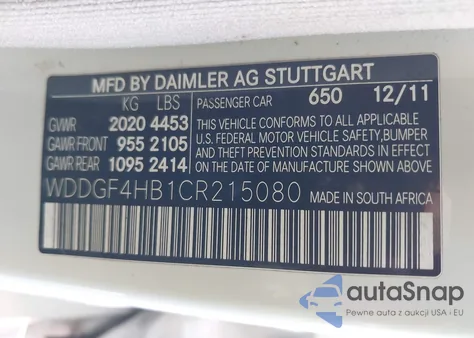 MFD BY DAIMLER AG STUTTGART
KG LBS
PASSENGER CAR 650 12/11
GVWR 2020 4453
GAWR FRONT 955 2105
GAWR REAR 1095 2414
THIS VEHICLE CONFORMS TO ALL APPLICABLE
U.S. FEDERAL MOTOR VEHICLE SAFETY,BUMPER
AND THEFT PREVENTION STANDARDS IN EFFECT
ON THE DATE OF MANUFACTURE SHOWN ABOVE
WDDGF4HB1CR215080
MADE IN SOUTH AFRICA
autoSnap
Pewne auta z aukcji USA i EU